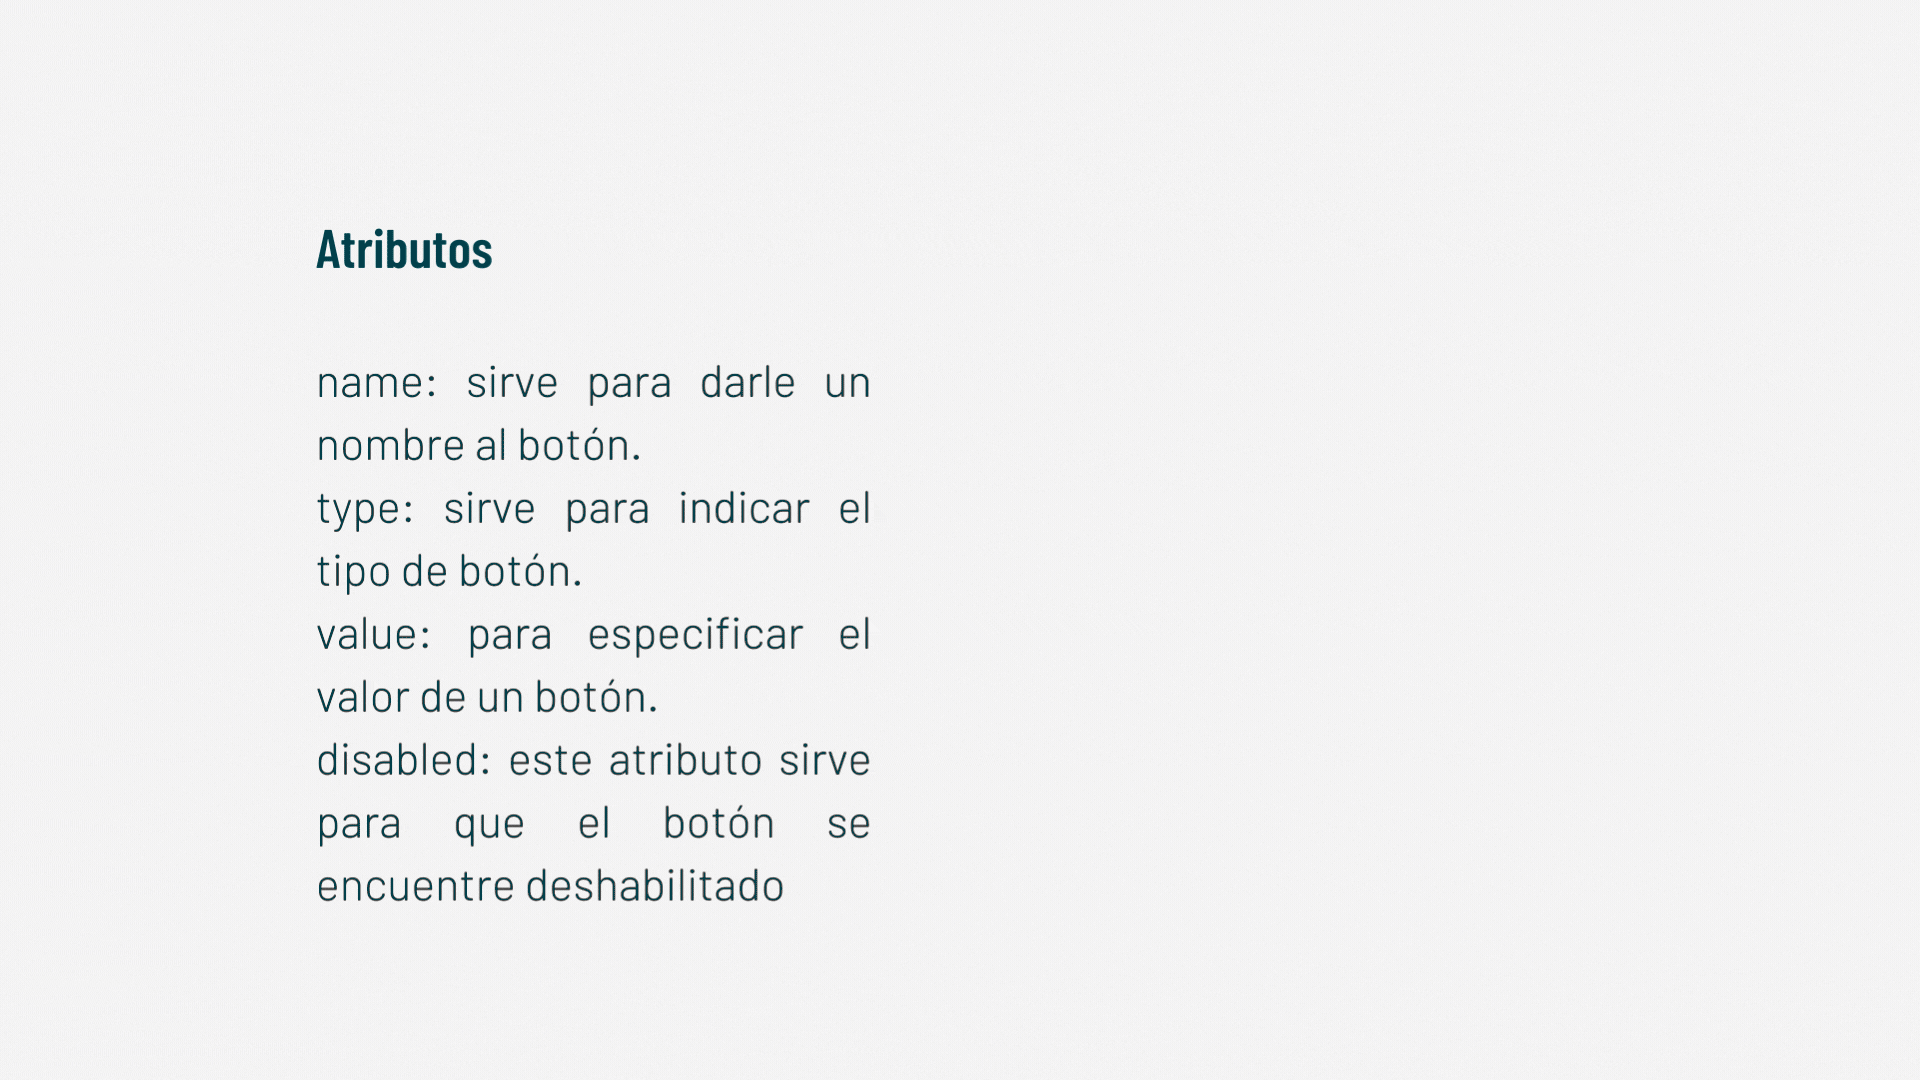 Atributos
name: sirve para darle un
nombre al botón.
type: sirve para indicar el
tipo de botón.
value: para especificar el
valor de un botón.
disabled: este atributo sirve
para que el botón se
encuentre deshabilitado